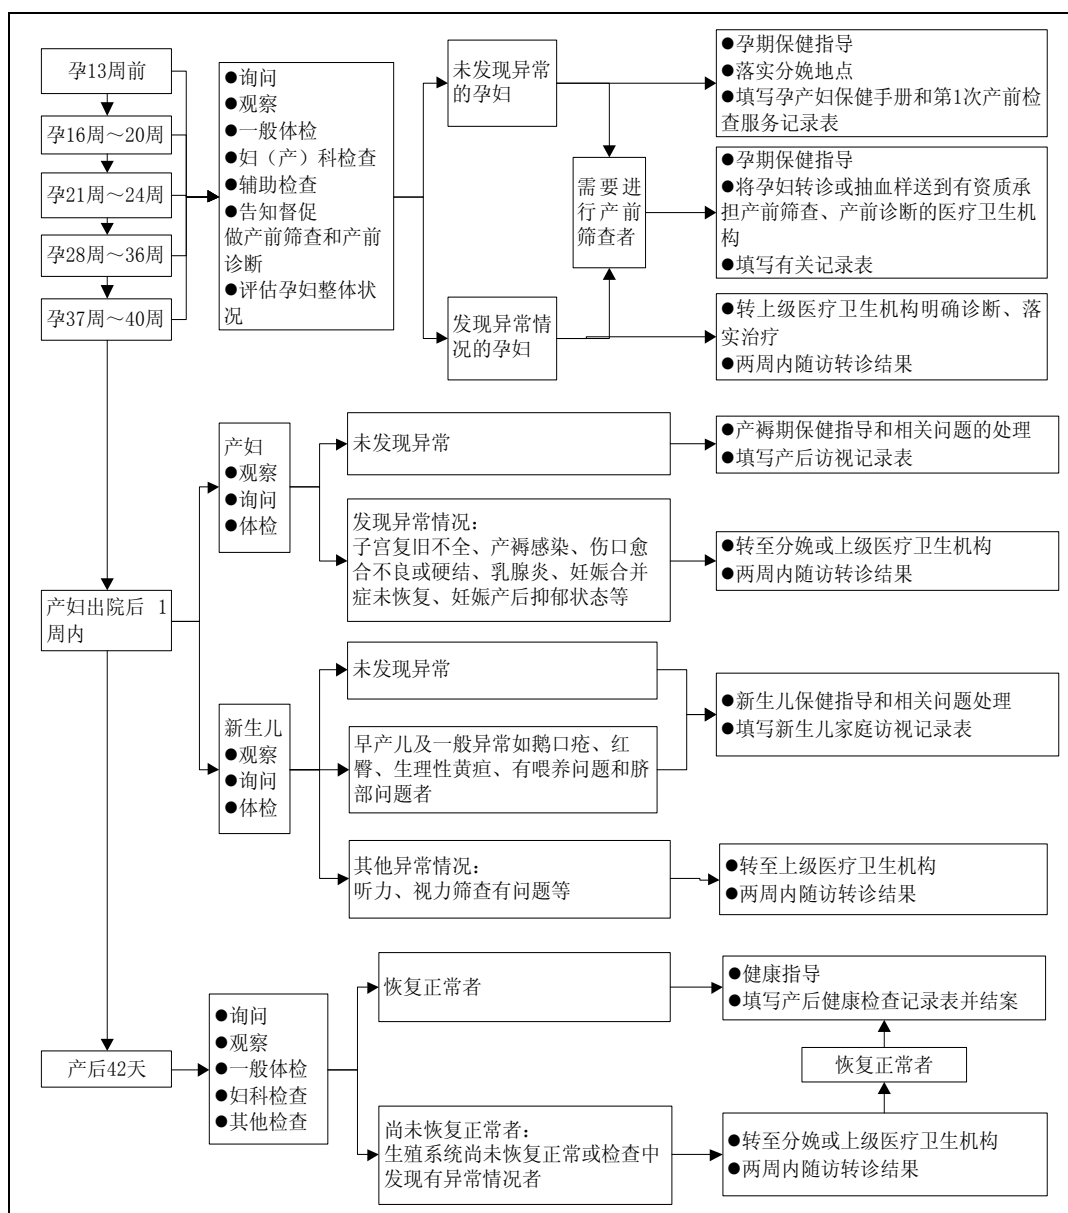 孕13周前
孕16周～20周
孕21周～24周
孕28周～36周
孕37周～40周
●询问
●观察
●一般体检
●妇（产）科检查
●辅助检查
●告知督促
做产前筛查和产前
诊断
●评估孕妇整体状
况
未发现异常
的孕妇
需要进
行产前
筛查者
发现异常情
况的孕妇
●孕期保健指导
●落实分娩地点
●填写孕产妇保健手册和第1次产前检
查服务记录表
●孕期保健指导
●将孕妇转诊或抽血样送到有资质承
担产前筛查、产前诊断的医疗卫生机
构
●填写有关记录表
●转上级医疗卫生机构明确诊断、落
实治疗
●两周内随访转诊结果
产妇出院后 1
周内
产妇
●观察
●询问
●体检
未发现异常
●产褥期保健指导和相关问题的处理
●填写产后访视记录表
发现异常情况：
子宫复旧不全、产褥感染、伤口愈
合不良或硬结、乳腺炎、妊娠合并
症未恢复、妊娠产后抑郁状态等
●转至分娩或上级医疗卫生机构
●两周内随访转诊结果
新生儿
●观察
●询问
●体检
未发现异常
早产儿及一般异常如鹅口疮、红
臀、生理性黄疸、有喂养问题和脐
部问题者
●新生儿保健指导和相关问题处理
●填写新生儿家庭访视记录表
其他异常情况：
听力、视力筛查有问题等
●转至上级医疗卫生机构
●两周内随访转诊结果
产后42天
●询问
●观察
●一般体检
●妇科检查
●其他检查
恢复正常者
●健康指导
●填写产后健康检查记录表并结案
恢复正常者
尚未恢复正常者：
生殖系统尚未恢复正常或检查中
发现有异常情况者
●转至分娩或上级医疗卫生机构
●两周内随访转诊结果